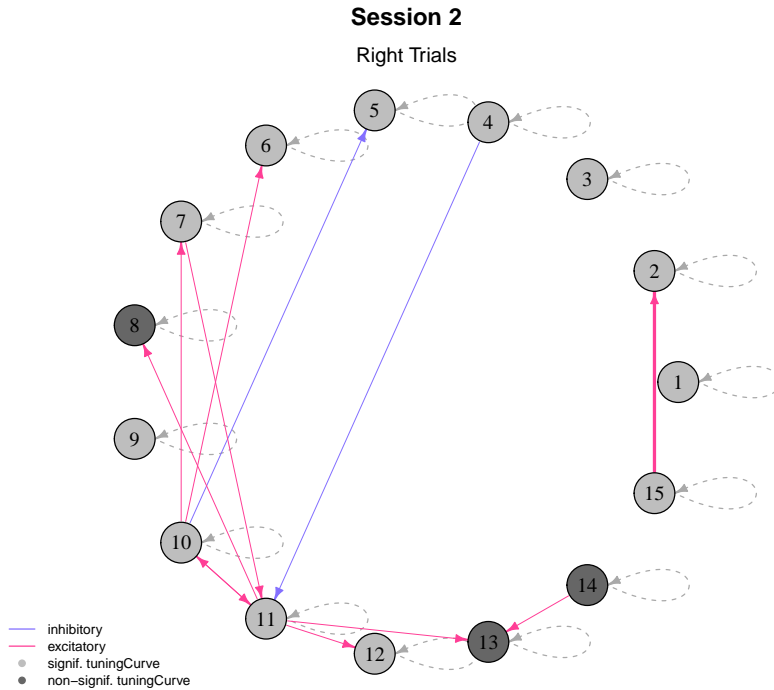 Session 2
Right Trials
5
4
6
3
7
2
8
1
9
15
10
14
11
13
12
inhibitory
excitatory
signif. tuningCurve
non−signif. tuningCurve